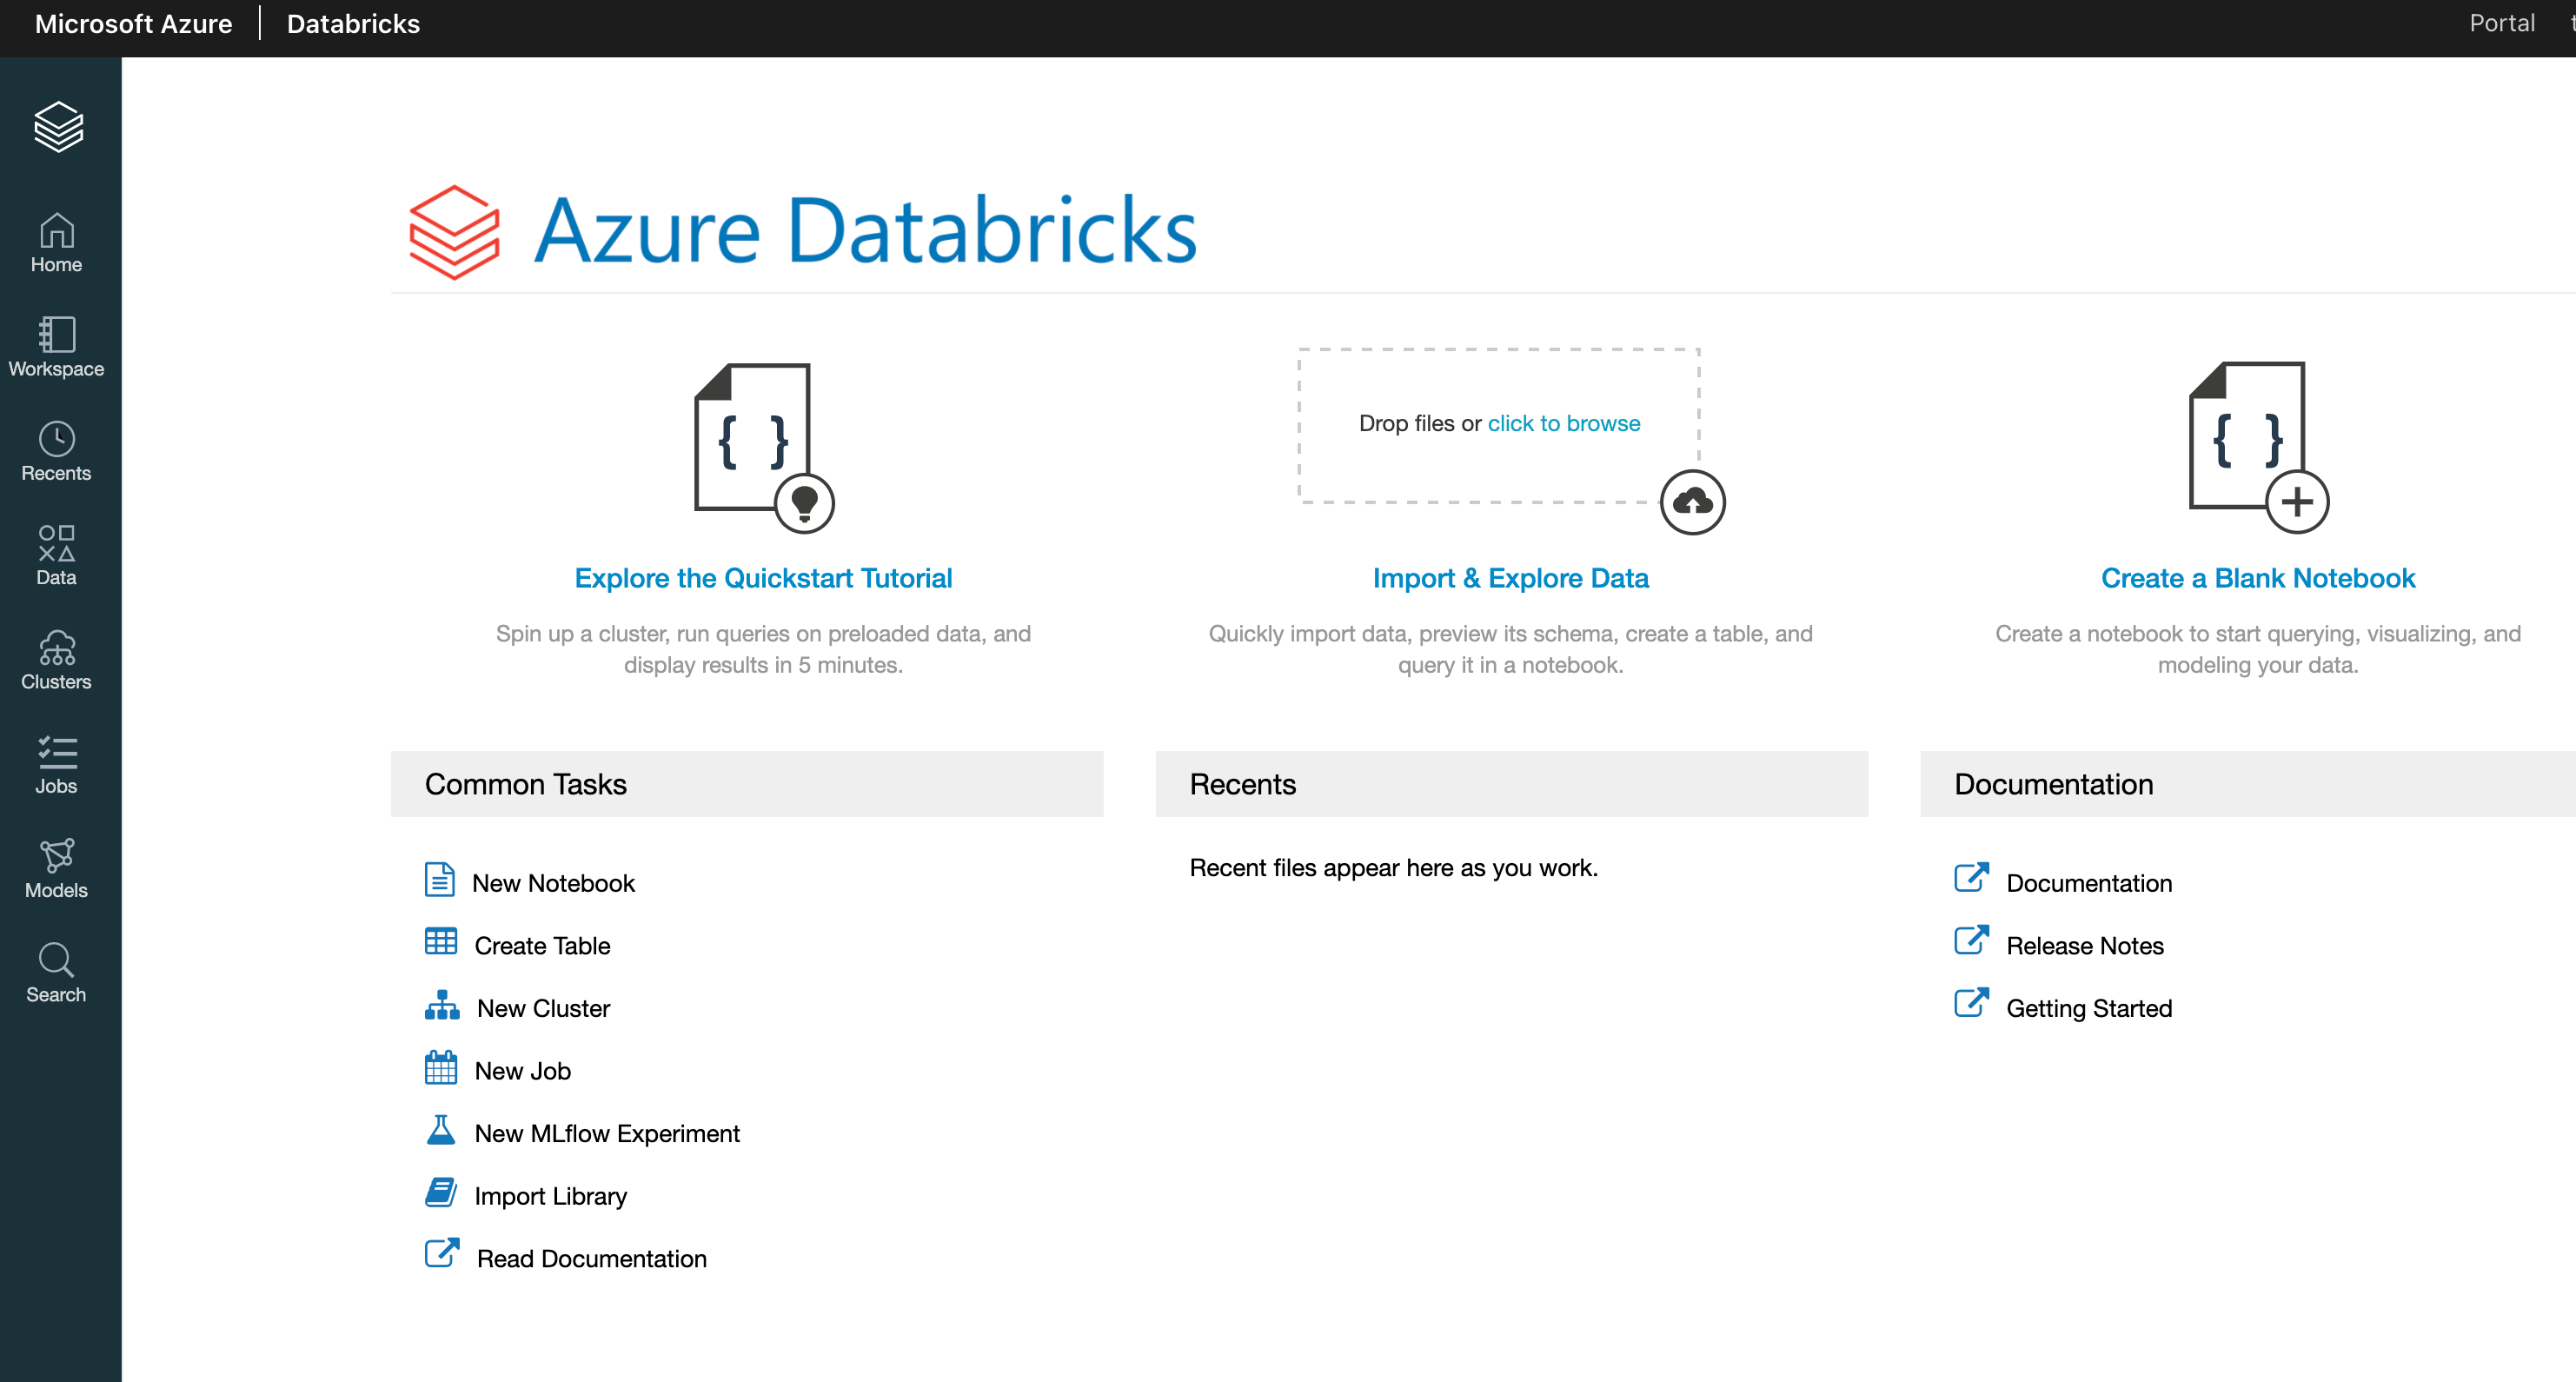 Microsoft Azure | Databricks
Portal
Home
Workspace
Recents
Data
Clusters
Jobs
Models
Search
Azure Databricks
{ }
Explore the Quickstart Tutorial
Spin up a cluster, run queries on preloaded data, and
display results in 5 minutes.
Drop files or click to browse
Import & Explore Data
Quickly import data, preview its schema, create a table, and
query it in a notebook.
{ }
Create a Blank Notebook
Create a notebook to start querying, visualizing, and
modeling your data.
Common Tasks
New Notebook
Create Table
New Cluster
New Job
New MLflow Experiment
Import Library
Read Documentation
Recents
Recent files appear here as you work.
Documentation
Documentation
Release Notes
Getting Started